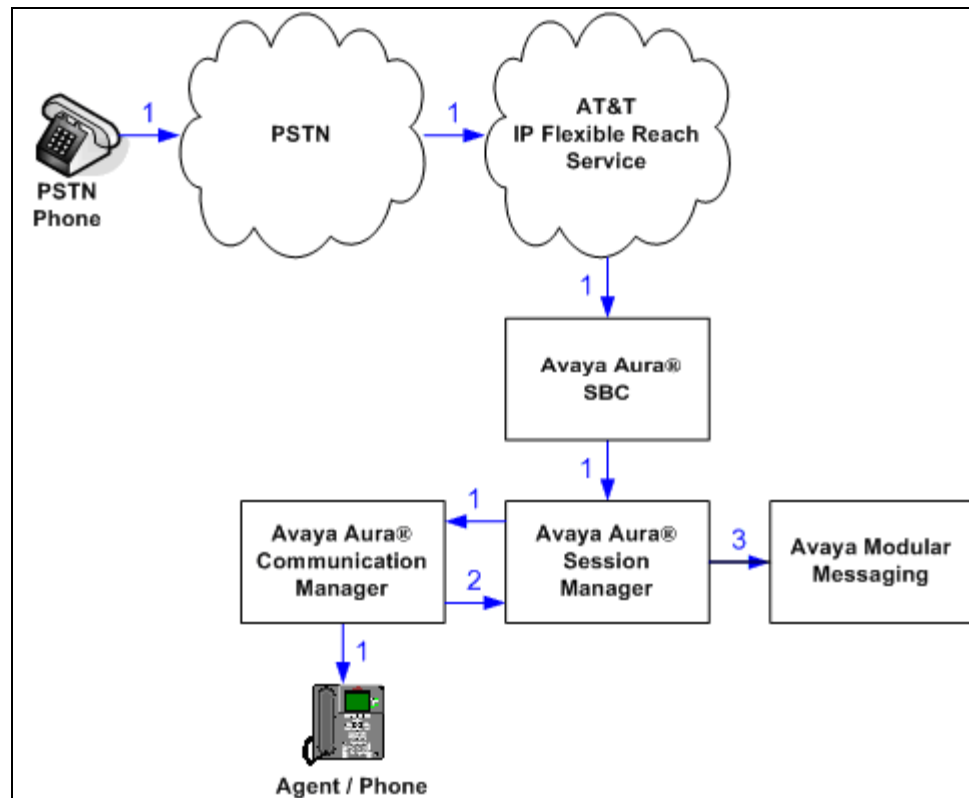 1
PSTN
Phone
PSTN
1
AT&T
IP Flexible Reach
Service
1
Avaya Aura®
SBC
1
1
Avaya Aura®
Communication
Manager
2
Avaya Aura®
Session
Manager
3
Avaya Modular
Messaging
1
Agent / Phone